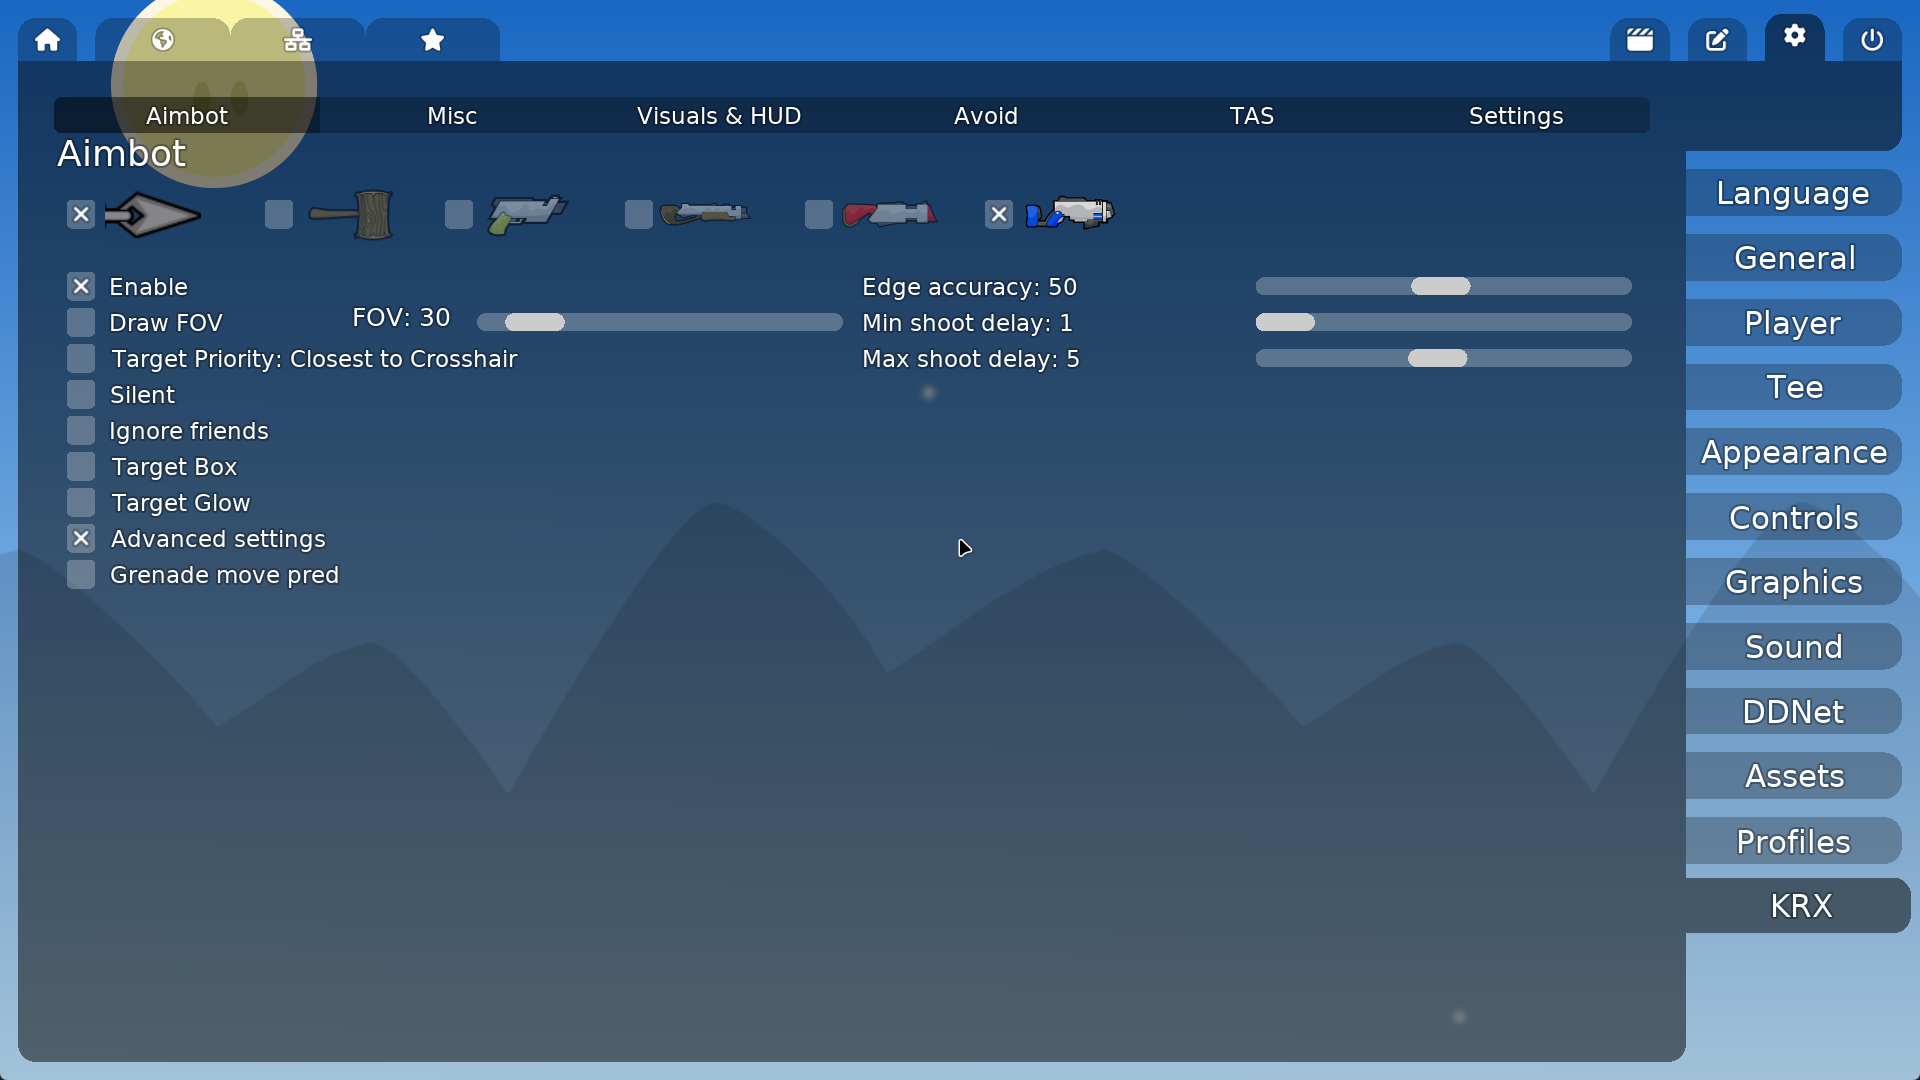 Aimbot Misc Visuals & HUD Avoid TAS Settings
Aimbot
Enable
Draw FOV FOV: 30
Target Priority: Closest to Crosshair
Silent
Ignore friends
Target Box
Target Glow
Advanced settings
Grenade move pred
Edge accuracy: 50
Min shoot delay: 1
Max shoot delay: 5
Language
General
Player
Tee
Appearance
Controls
Graphics
Sound
DDNet
Assets
Profiles
KRX